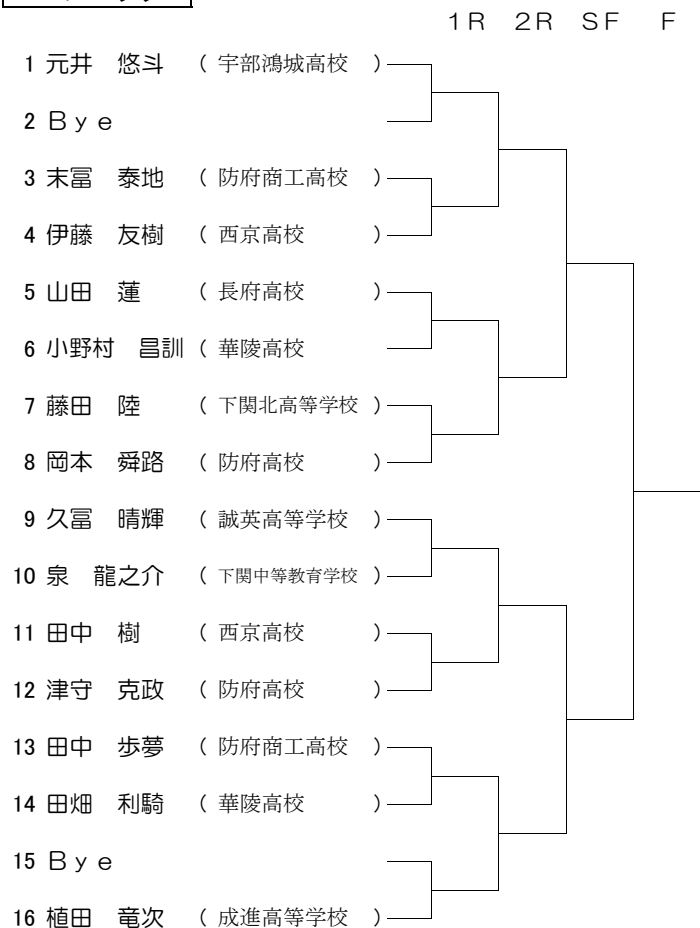 １Ｒ　２Ｒ　ＳＦ　Ｆ
1 元井　悠斗　（ 宇部鴻城高校　）
2 Ｂｙｅ
3 末冨　泰地　（ 防府商工高校　）
4 伊藤　友樹　（ 西京高校　）
5 山田　蓮　（ 長府高校　）
6 小野村　昌訓（ 華陵高校
7 藤田　陸　（ 下関北高等学校　）
8 岡本　舜路　（ 防府高校　）
9 久冨　晴輝　（ 誠英高等学校　）
10 泉　龍之介　（ 下関中等教育学校　）
11 田中　樹　（ 西京高校　）
12 津守　克政　（ 防府高校　）
13 田中　歩夢　（ 防府商工高校　）
14 田畑　利騎　（ 華陵高校　）
15 Ｂｙｅ
16 植田　竜次　（ 成進高等学校　）